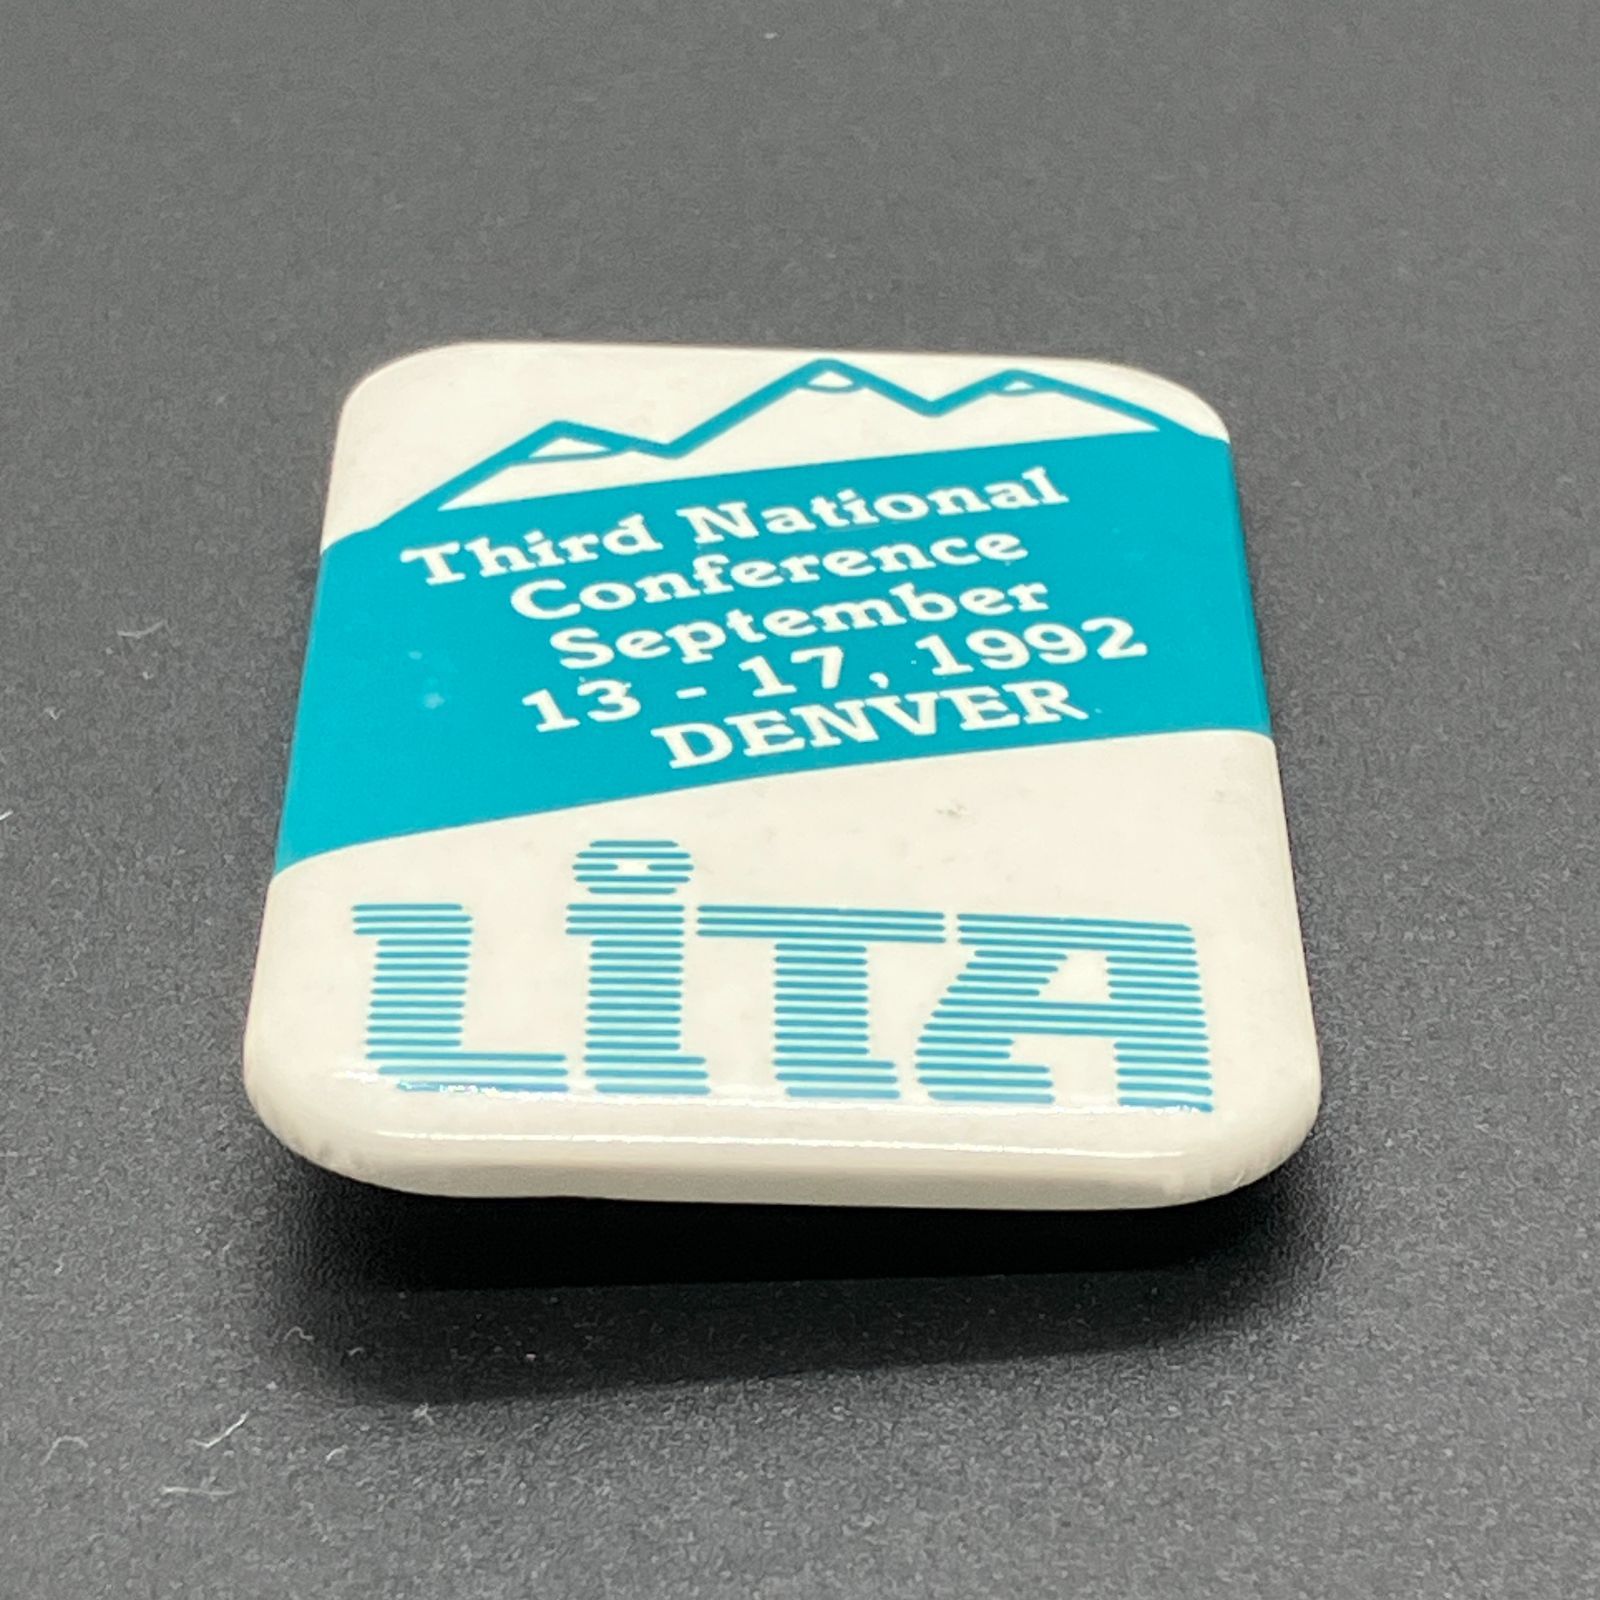 Third National
Conference
September
13 - 17, 1992
DENVER
LiTA